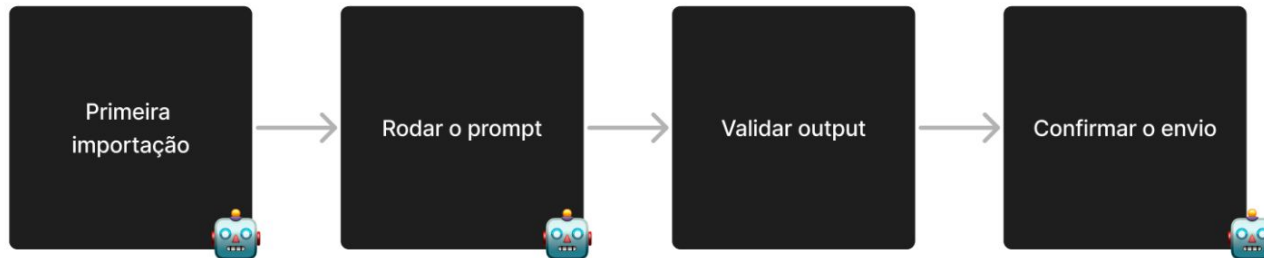 Primeira
importação
Rodar o prompt
Validar output
Confirmar o envio